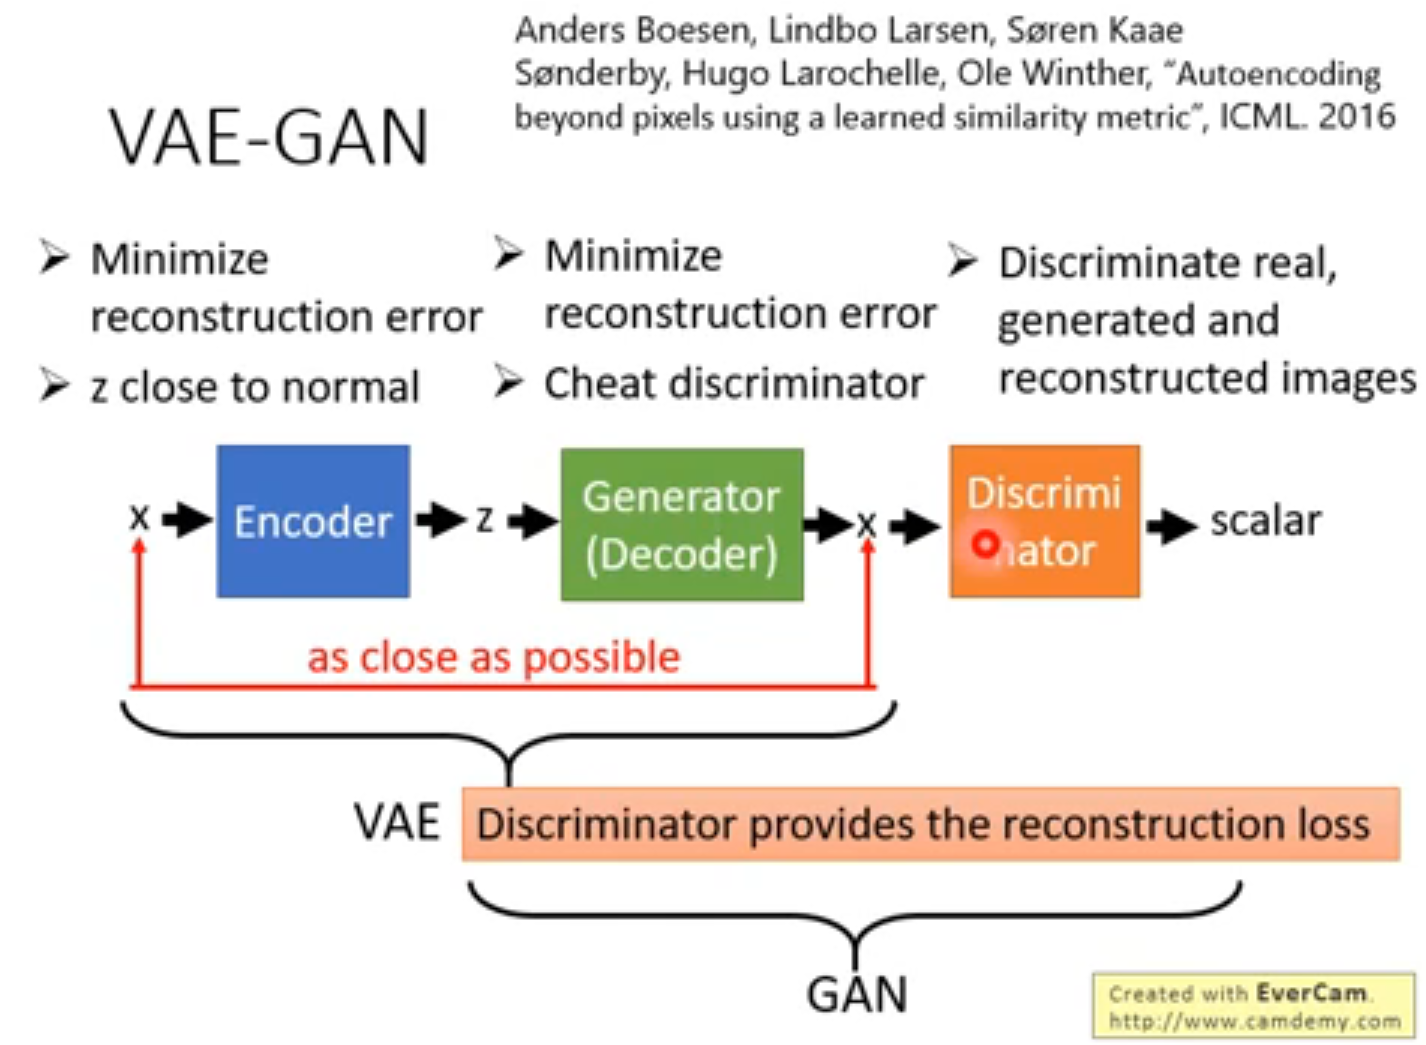 Anders Boesen, Lindbo Larsen, Søren Kaae
Sønderby, Hugo Larochelle, Ole Winther, “Autoencoding
beyond pixels using a learned similarity metric”, ICML. 2016
VAE-GAN
➢ Minimize
reconstruction error
➢ z close to normal
➢ Minimize
reconstruction error
➢ Cheat discriminator
➢ Discriminate real,
generated and
reconstructed images
x
Encoder
z
Generator
(Decoder)
x
Discrimi
nator
scalar
as close as possible
VAE
Discriminator provides the reconstruction loss
GAN
Created with EverCam.
http://www.camdemy.com